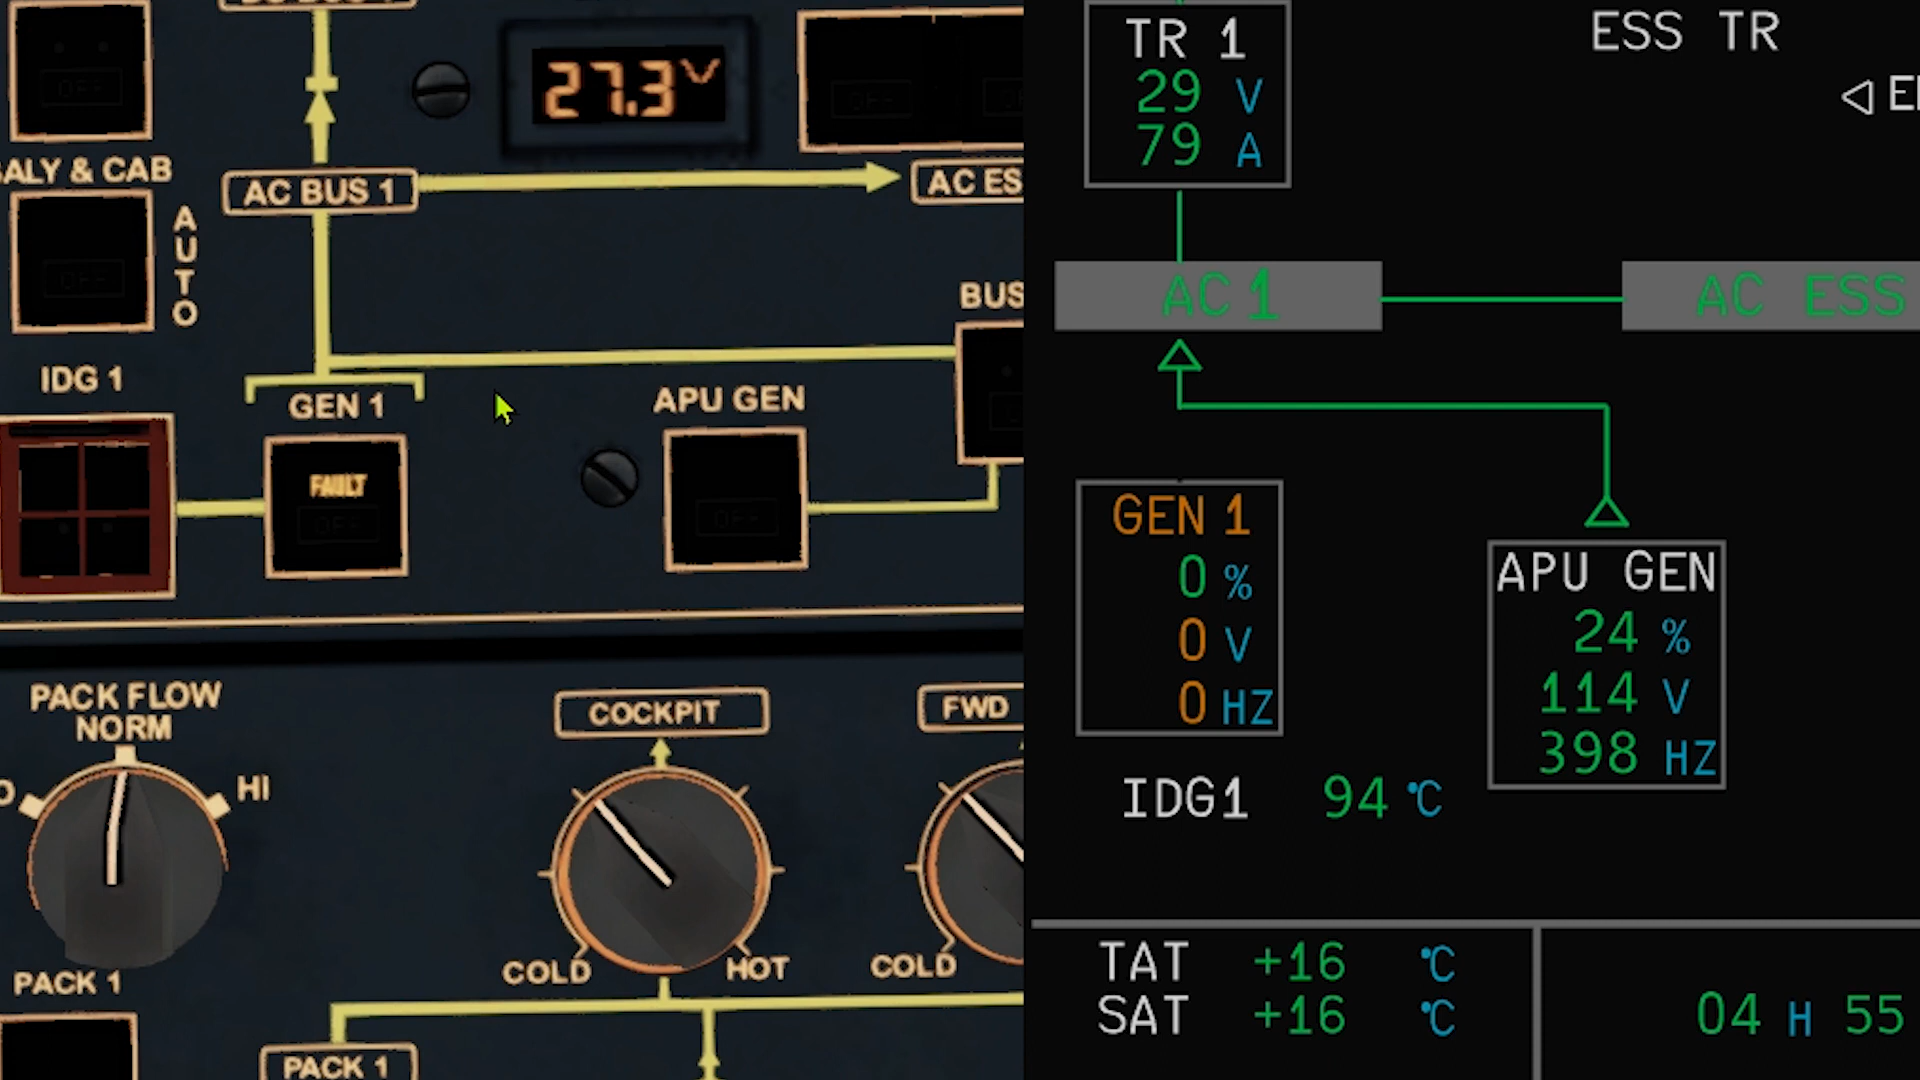 27.3 V
GALY & CAB
AUTO
AC BUS 1
AC ES
BUS
IDG 1
GEN 1
APU GEN
FAULT
OFF
PACK FLOW
NORM
HI
COCKPIT
FWD
COLD
HOT
COLD
PACK 1
PACK 1
TR 1
29 V
79 A
ESS TR
AC 1
AC ESS
GEN 1
0 %
0 V
0 HZ
APU GEN
24 %
114 V
398 HZ
IDG1 94 °C
TAT +16 °C
SAT +16 °C
04 H 55